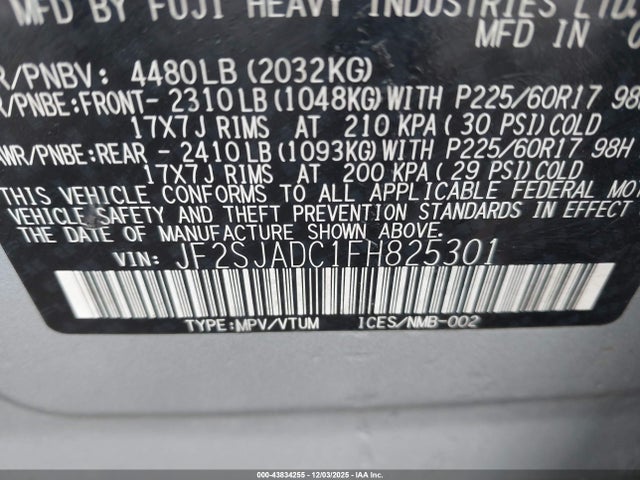 MFD BY FUJI HEAVY INDUSTRIES LTD.
MFD IN
R/PNBV: 4480LB (2032KG)
R/PNBE:FRONT- 2310LB (1048KG) WITH P225/60R17 98
17X7J RIMS AT 210 KPA ( 30 PSI) COLD
WR/PNBE:REAR - 2410LB (1093KG) WITH P225/60R17 98H
17X7J RIMS AT 200 KPA ( 29 PSI) COLD
THIS VEHICLE CONFORMS TO ALL APPLICABLE FEDERAL MO
VEHICLE SAFETY AND THEFT PREVENTION STANDARDS IN EFFECT
THE DATE OF MANUFACTURE SHOWN ABOVE.
VIN: JF2SJADC1FH825301
TYPE:MPV/VTUM ICES/NMB-002
000-43834255 - 12/03/2025 - IAA Inc.